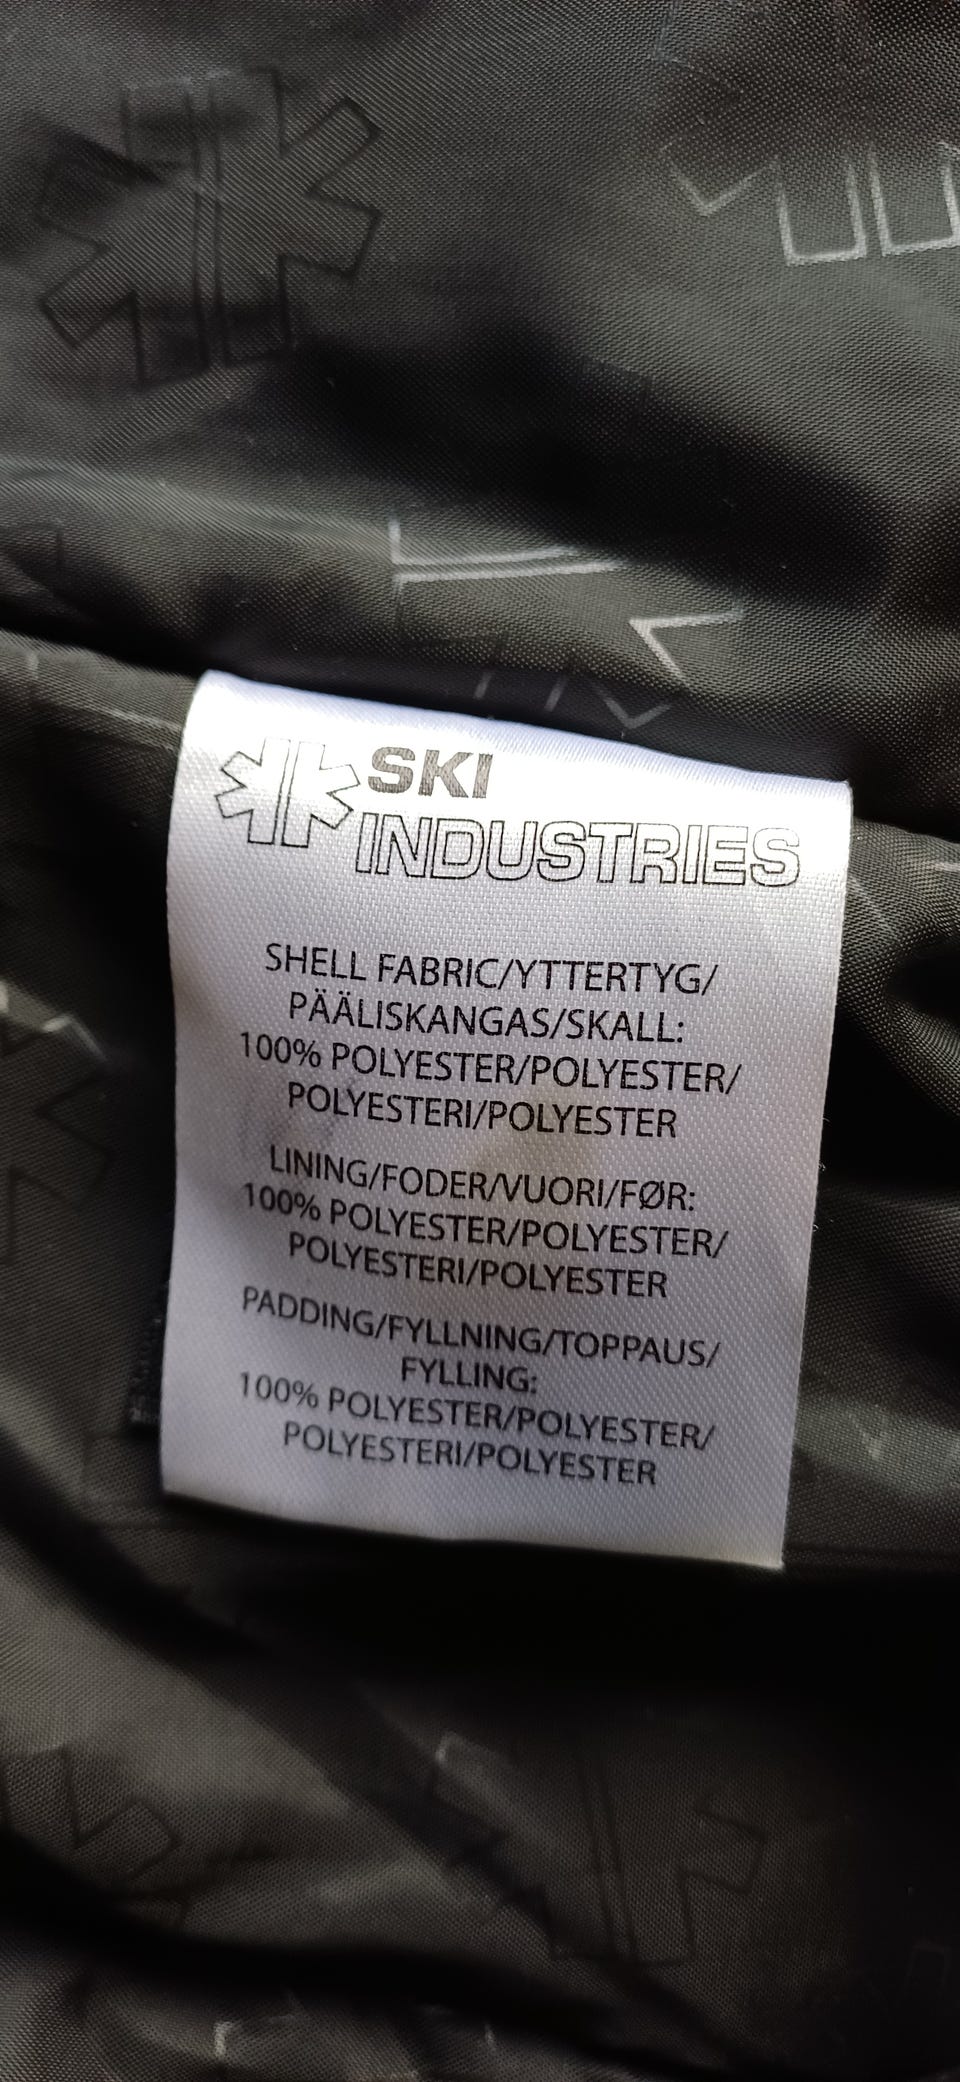 SKI
INDUSTRIES
SHELL FABRIC/YTTERTYG/
PÄÄLISKANGAS/SKALL:
100% POLYESTER/POLYESTER/
POLYESTERI/POLYESTER
LINING/FODER/VUORI/FØR:
100% POLYESTER/POLYESTER/
POLYESTERI/POLYESTER
PADDING/FYLLNING/TOPPAUS/
FYLLING:
100% POLYESTER/POLYESTER/
POLYESTERI/POLYESTER